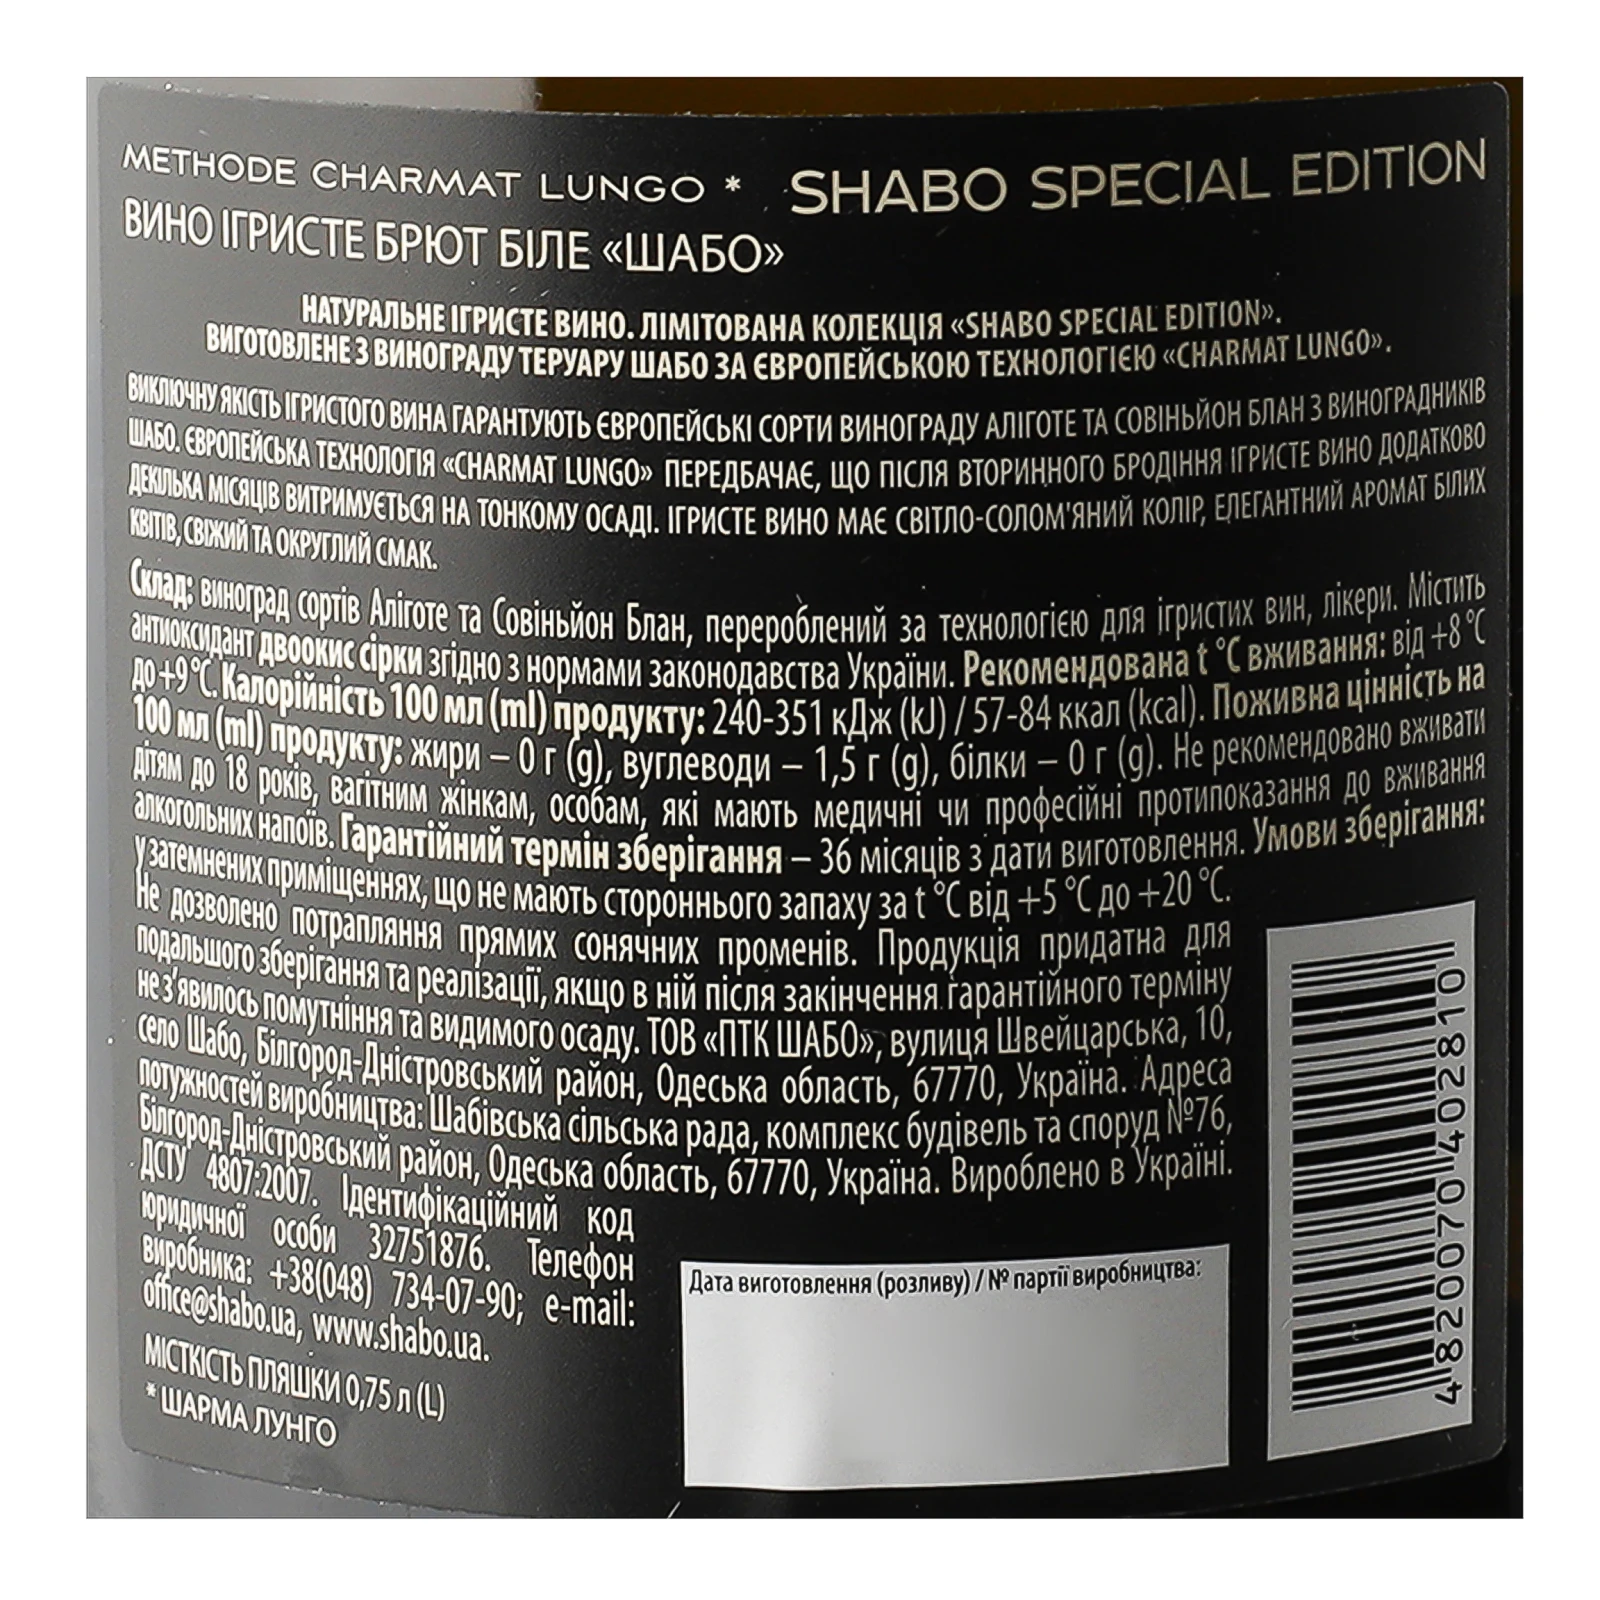 METHODE CHARMAT LUNGO * SHABO SPECIAL EDITION
ВИНО ІГРИСТЕ БРЮТ БІЛЕ «ШАБО»
НАТУРАЛЬНЕ ІГРИСТЕ ВИНО. ЛІМІТОВАНА КОЛЕКЦІЯ «SHABO SPECIAL EDITION».
ВИГОТОВЛЕНЕ З ВИНОГРАДУ ТЕРУАРУ ШАБО ЗА ЄВРОПЕЙСЬКОЮ ТЕХНОЛОГІЄЮ «CHARMAT LUNGO».
ВИКЛЮЧНУ ЯКІСТЬ ІГРИСТОГО ВИНА ГАРАНТУЮТЬ ЄВРОПЕЙСЬКІ СОРТИ ВИНОГРАДУ АЛІГОТЕ ТА СОВІНЬЙОН БЛАН З ВИНОГРАДНИКІВ
ШАБО. ЄВРОПЕЙСЬКА ТЕХНОЛОГІЯ «CHARMAT LUNGO» ПЕРЕДБАЧАЄ, ЩО ПІСЛЯ ВТОРИННОГО БРОДІННЯ ІГРИСТЕ ВИНО ДОДАТКОВО
ДЕКІЛЬКА МІСЯЦІВ ВИТРИМУЄТЬСЯ НА ТОНКОМУ ОСАДІ. ІГРИСТЕ ВИНО МАЄ СВІТЛО-СОЛОМ'ЯНИЙ КОЛІР, ЕЛЕГАНТНИЙ АРОМАТ БІЛИХ
КВІТІВ, СВІЖИЙ ТА ОКРУГЛИЙ СМАК.
Склад: виноград сортів Аліготе та Совіньйон Блан, перероблений за технологією для ігристих вин, лікери. Містить
антиоксидант двоокис сірки згідно з нормами законодавства України. Рекомендована t °C вживання: від +8 °C
до +9 °C. Калорійність 100 мл (ml) продукту: 240-351 кДж (kJ) / 57-84 ккал (kcal). Поживна цінність на
100 мл (ml) продукту: жири – 0 г (g), вуглеводи – 1,5 г (g), білки – 0 г (g). Не рекомендовано вживати
дітям до 18 років, вагітним жінкам, особам, які мають медичні чи професійні протипоказання до вживання
алкогольних напоїв. Гарантійний термін зберігання – 36 місяців з дати виготовлення. Умови зберігання:
у затемнених приміщеннях, що не мають стороннього запаху за t °C від +5 °C до +20 °C.
Не дозволено потрапляння прямих сонячних променів. Продукція придатна для
подальшого зберігання та реалізації, якщо в ній після закінчення гарантійного терміну
не з'явилось помутніння та видимого осаду. ТОВ «ПТК ШАБО», вулиця Швейцарська, 10,
село Шабо, Білгород-Дністровський район, Одеська область, 67770, Україна. Адреса
потужностей виробництва: Шабівська сільська рада, комплекс будівель та споруд №76,
Білгород-Дністровський район, Одеська область, 67770, Україна. Вироблено в Україні.
ДСТУ 4807:2007. Ідентифікаційний код
юридичної особи 32751876. Телефон
виробника: +38(048) 734-07-90; e-mail:
office@shabo.ua, www.shabo.ua.
МІСТКІСТЬ ПЛЯШКИ 0,75 л (L)
* ШАРМА ЛУНГО
Дата виготовлення (розливу) / № партії виробництва:
4820070402810